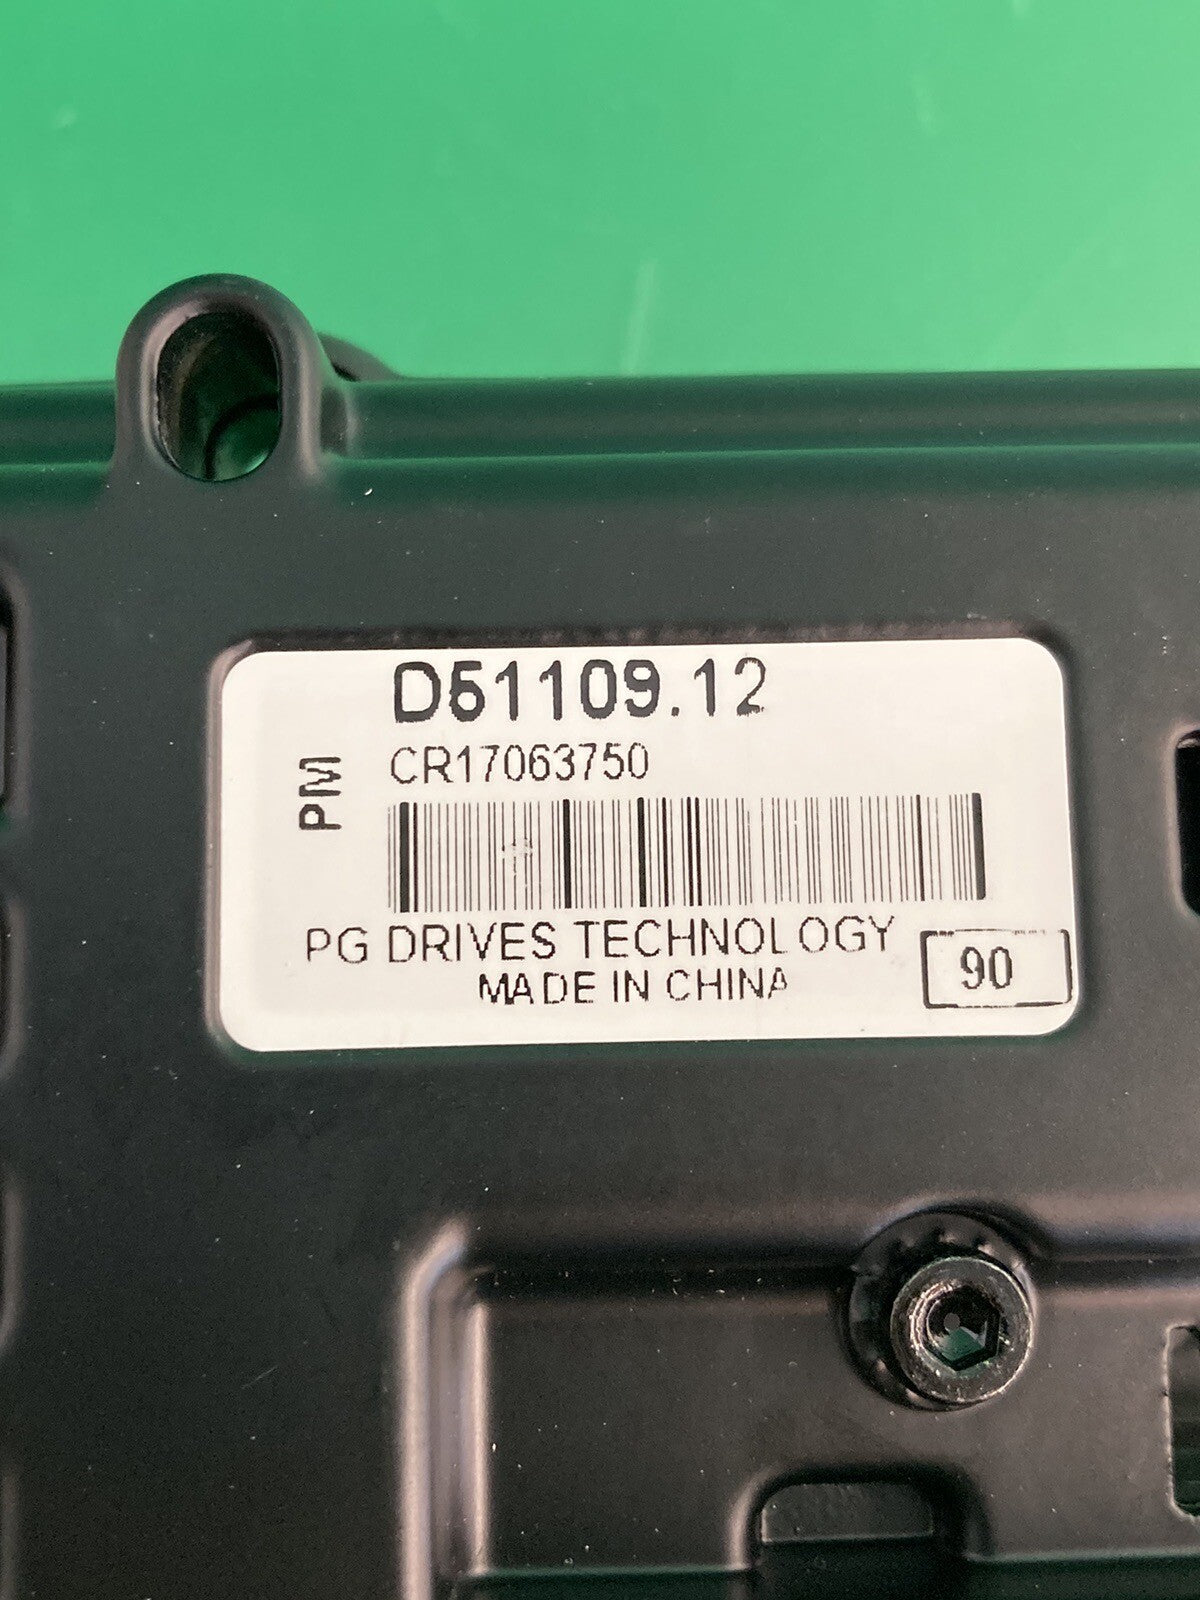 D51109.12
PM
CR17063750
PG DRIVES TECHNOLOGY
MADE IN CHINA
90